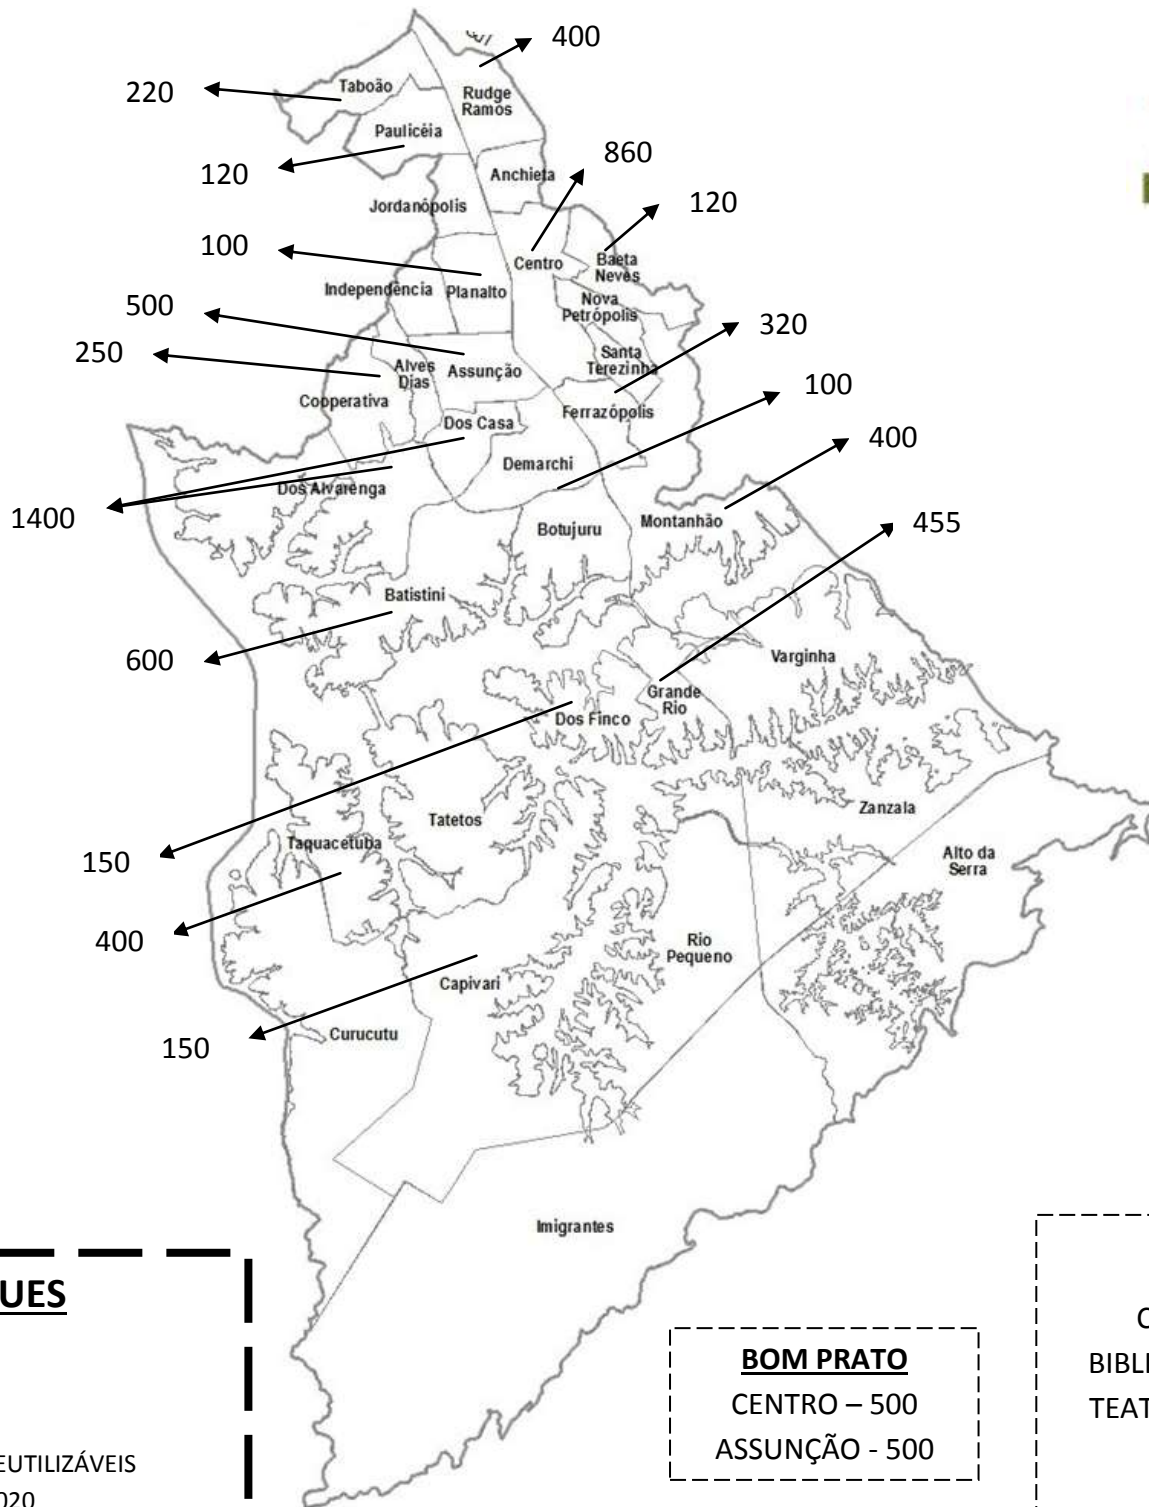 400
Taboão
220
Rudge
Ramos
Paulicéia
860
120
Anchieta
120
Jordanópolis
100
Centro
Baeta
Neves
Independência
Planalto
Nova
Petrópolis
500
320
250
Santa
Terezinha
Alves
Dias
Assunção
100
Cooperativa
Ferrazópolis
Dos Casa
400
Demarchi
Dos Alvarenga
1400
Montanhão
455
Botujuru
Batistini
600
Varginha
Grande
Rio
Dos Finco
Zanzala
Tatetos
Taquacetuba
150
Alto da
Serra
400
Rio
Pequeno
Capivari
Curucutu
150
Imigrantes
UES
EUTILIZÁVEIS
020
BOM PRATO
CENTRO – 500
ASSUNÇÃO - 500
BIBLI
TEAT